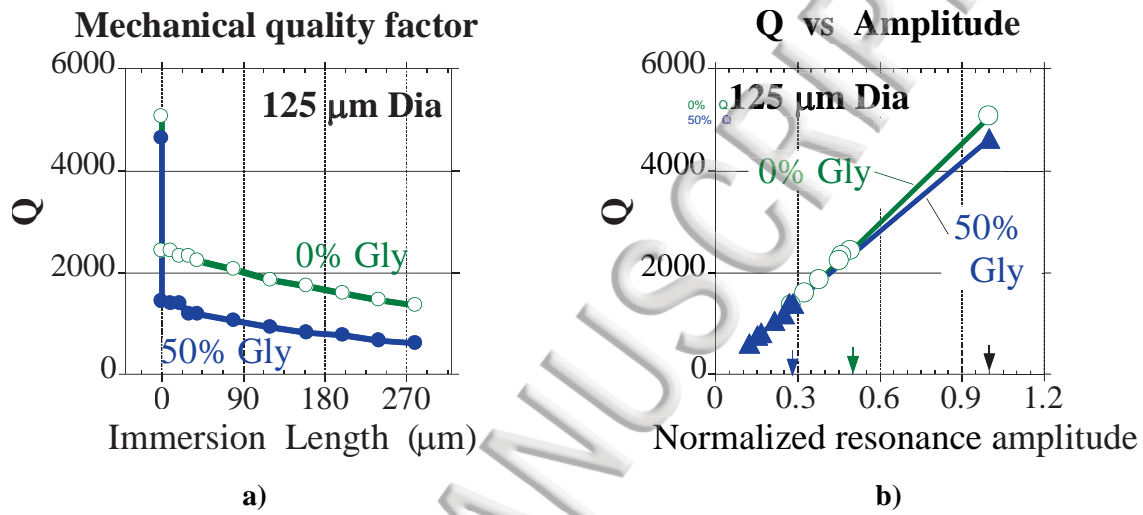 Mechanical quality factor
6000
4000
2000
0
Q
125 μm Dia
0% Gly
50% Gly
0 90 180 270
Immersion Length (μm)
a)
Q vs Amplitude
6000
4000
2000
0
Q
125 μm Dia
0% Q
50% Q
0% Gly
50%
Gly
0 0.3 0.6 0.9 1.2
Normalized resonance amplitude
b)
MANUSCRIP